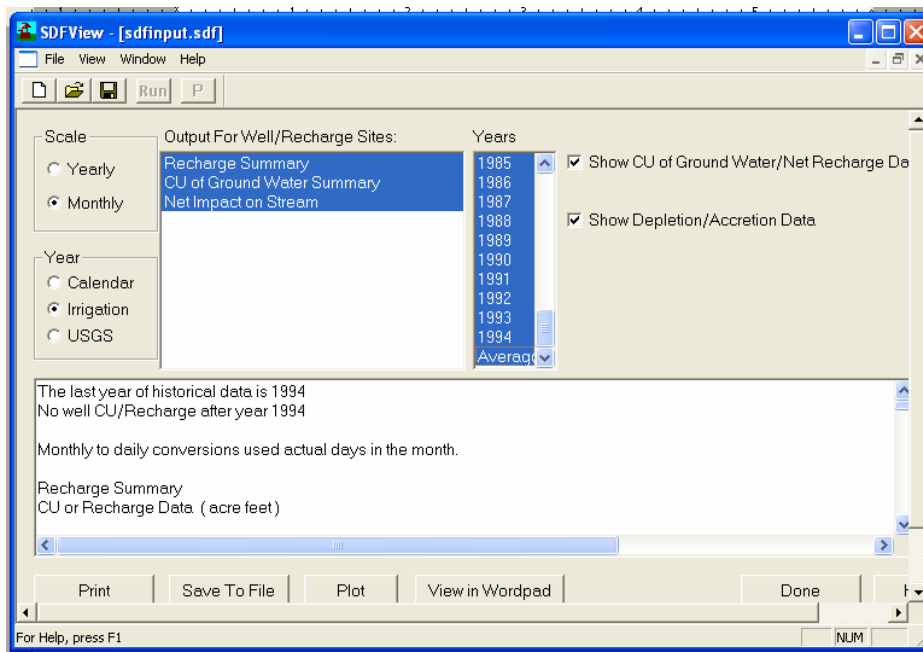 SDFView - [sdfinput.sdf]
File View Window Help
Run P
Scale
Yearly
Monthly
Year
Calendar
Irrigation
USGS
Output For Well/Recharge Sites:
Recharge Summary
CU of Ground Water Summary
Net Impact on Stream
Years
1985
1986
1987
1988
1989
1990
1991
1992
1993
1994
Average
Show CU of Ground Water/Net Recharge Da
Show Depletion/Accretion Data
The last year of historical data is 1994
No well CU/Recharge after year 1994
Monthly to daily conversions used actual days in the month.
Recharge Summary
CU or Recharge Data ( acre feet )
Print Save To File Plot View in Wordpad Done H
For Help, press F1 NUM